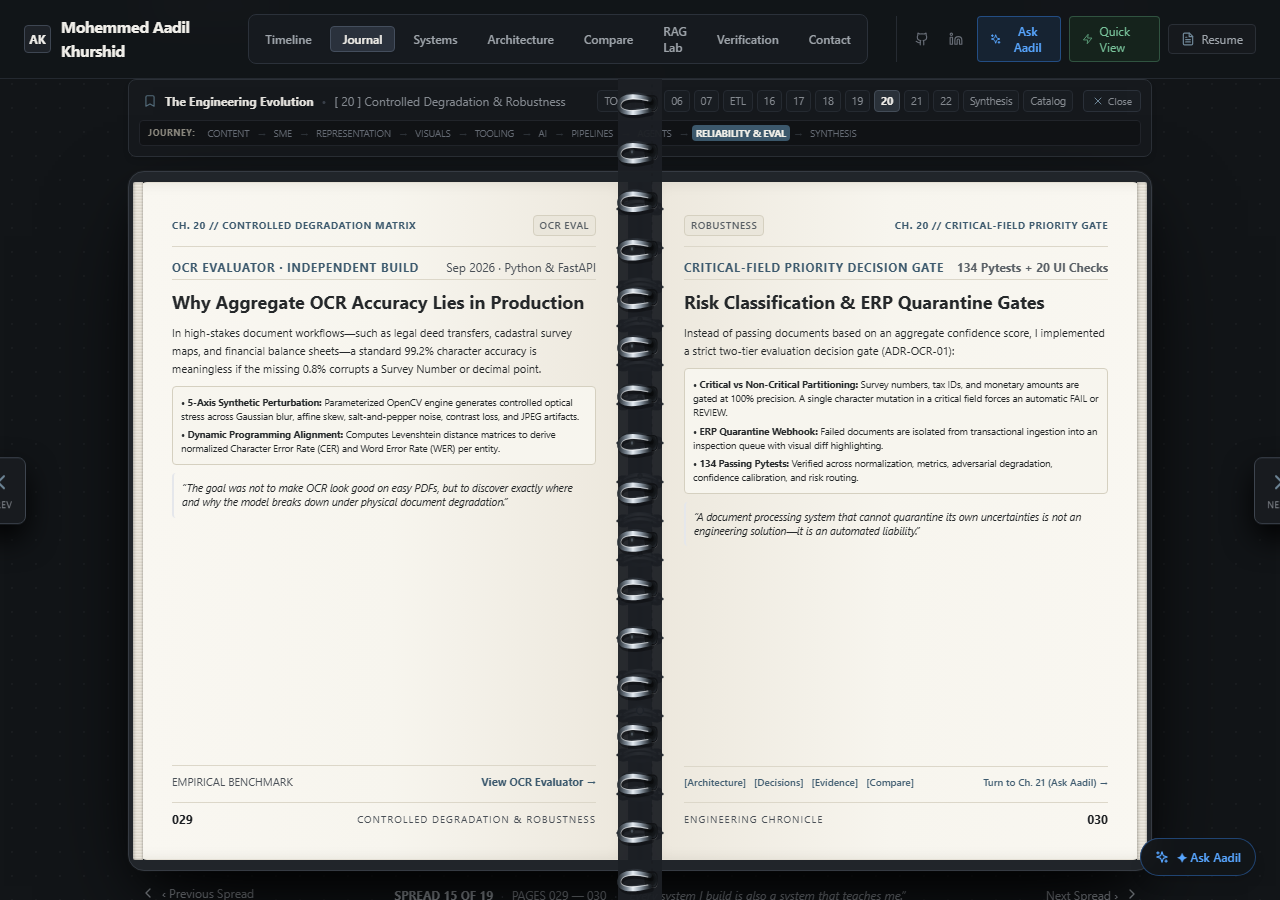 AK
Mohemmed Aadil
Khurshid
Timeline
Journal
Systems
Architecture
Compare
RAG
Lab
Verification
Contact
Ask
Aadil
Quick
View
Resume
The Engineering Evolution · [ 20 ] Controlled Degradation & Robustness
06 07 ETL 16 17 18 19 20 21 22 Synthesis Catalog × Close
JOURNEY: CONTENT → SME → REPRESENTATION → VISUALS → TOOLING → AI → PIPELINES → RELIABILITY & EVAL → SYNTHESIS
CH. 20 // CONTROLLED DEGRADATION MATRIX
OCR EVAL
OCR EVALUATOR · INDEPENDENT BUILD
Sep 2026 · Python & FastAPI
Why Aggregate OCR Accuracy Lies in Production
In high-stakes document workflows—such as legal deed transfers, cadastral survey
maps, and financial balance sheets—a standard 99.2% character accuracy is
meaningless if the missing 0.8% corrupts a Survey Number or decimal point.
• 5-Axis Synthetic Perturbation: Parameterized OpenCV engine generates controlled optical
stress across Gaussian blur, affine skew, salt-and-pepper noise, contrast loss, and JPEG artifacts.
• Dynamic Programming Alignment: Computes Levenshtein distance matrices to derive
normalized Character Error Rate (CER) and Word Error Rate (WER) per entity.
“The goal was not to make OCR look good on easy PDFs, but to discover exactly where
and why the model breaks down under physical document degradation.”
EMPIRICAL BENCHMARK
View OCR Evaluator →
029
CONTROLLED DEGRADATION & ROBUSTNESS
ROBUSTNESS
CH. 20 // CRITICAL-FIELD PRIORITY GATE
CRITICAL-FIELD PRIORITY DECISION GATE
134 Pytests + 20 UI Checks
Risk Classification & ERP Quarantine Gates
Instead of passing documents based on an aggregate confidence score, I implemented
a strict two-tier evaluation decision gate (ADR-OCR-01):
• Critical vs Non-Critical Partitioning: Survey numbers, tax IDs, and monetary amounts are
gated at 100% precision. A single character mutation in a critical field forces an automatic FAIL or
REVIEW.
• ERP Quarantine Webhook: Failed documents are isolated from transactional ingestion into an
inspection queue with visual diff highlighting.
• 134 Passing Pytests: Verified across normalization, metrics, adversarial degradation,
confidence calibration, and risk routing.
“A document processing system that cannot quarantine its own uncertainties is not an
engineering solution—it is an automated liability.”
[Architecture] [Decisions] [Evidence] [Compare]
Turn to Ch. 21 (Ask Aadil) →
ENGINEERING CHRONICLE
030
✦ Ask Aadil
‹ Previous Spread
SPREAD 15 OF 19
PAGES 029 — 030
system I build is also a system that teaches me.”
Next Spread ›